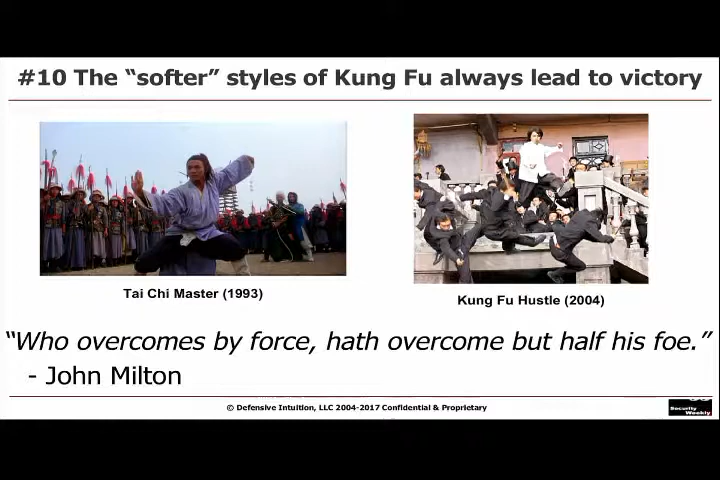 #10 The “softer” styles of Kung Fu always lead to victory
Tai Chi Master (1993)
Kung Fu Hustle (2004)
“Who overcomes by force, hath overcome but half his foe.”
- John Milton
© Defensive Intuition, LLC 2004-2017 Confidential & Proprietary
Security
Weekly